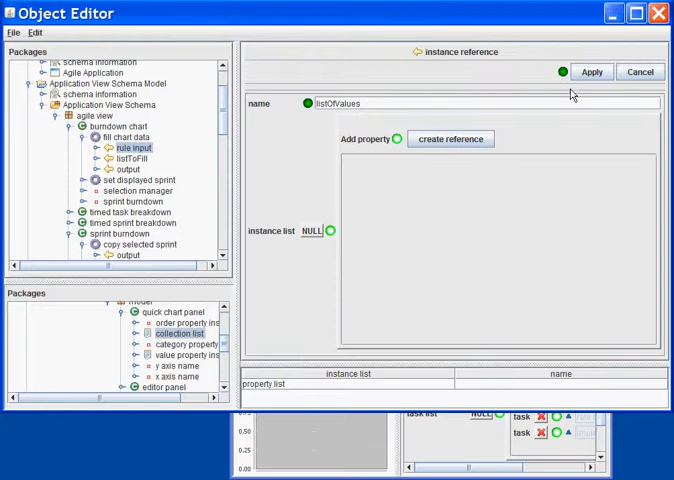 Object Editor
File Edit
Packages
schema information
Agile Application
Application View Schema Model
schema information
Application View Schema
agile view
burndown chart
fill chart data
rule input
listToFill
output
set displayed sprint
selection manager
sprint burndown
timed task breakdown
timed sprint breakdown
sprint burndown
copy selected sprint
output
Packages
model
quick chart panel
order property ins
collection list
category property
value property ins
y axis name
x axis name
editor panel
instance reference
Apply Cancel
name listOfValues
Add property create reference
instance list NULL
instance list name
property list
task list NULL
task
task
0.50
0.25
0.00